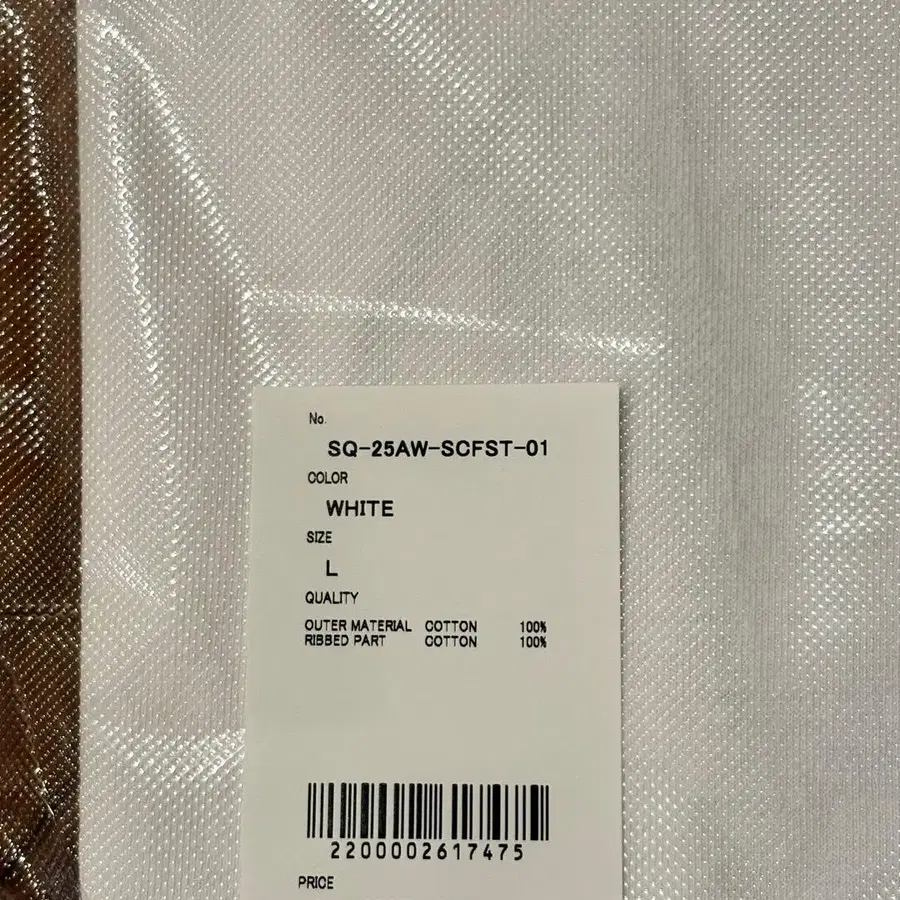 No.
SQ-25AW-SCFST-01
COLOR
WHITE
SIZE
L
QUALITY
OUTER MATERIAL COTTON 100%
RIBBED PART COTTON 100%
2200002617475
PRICE